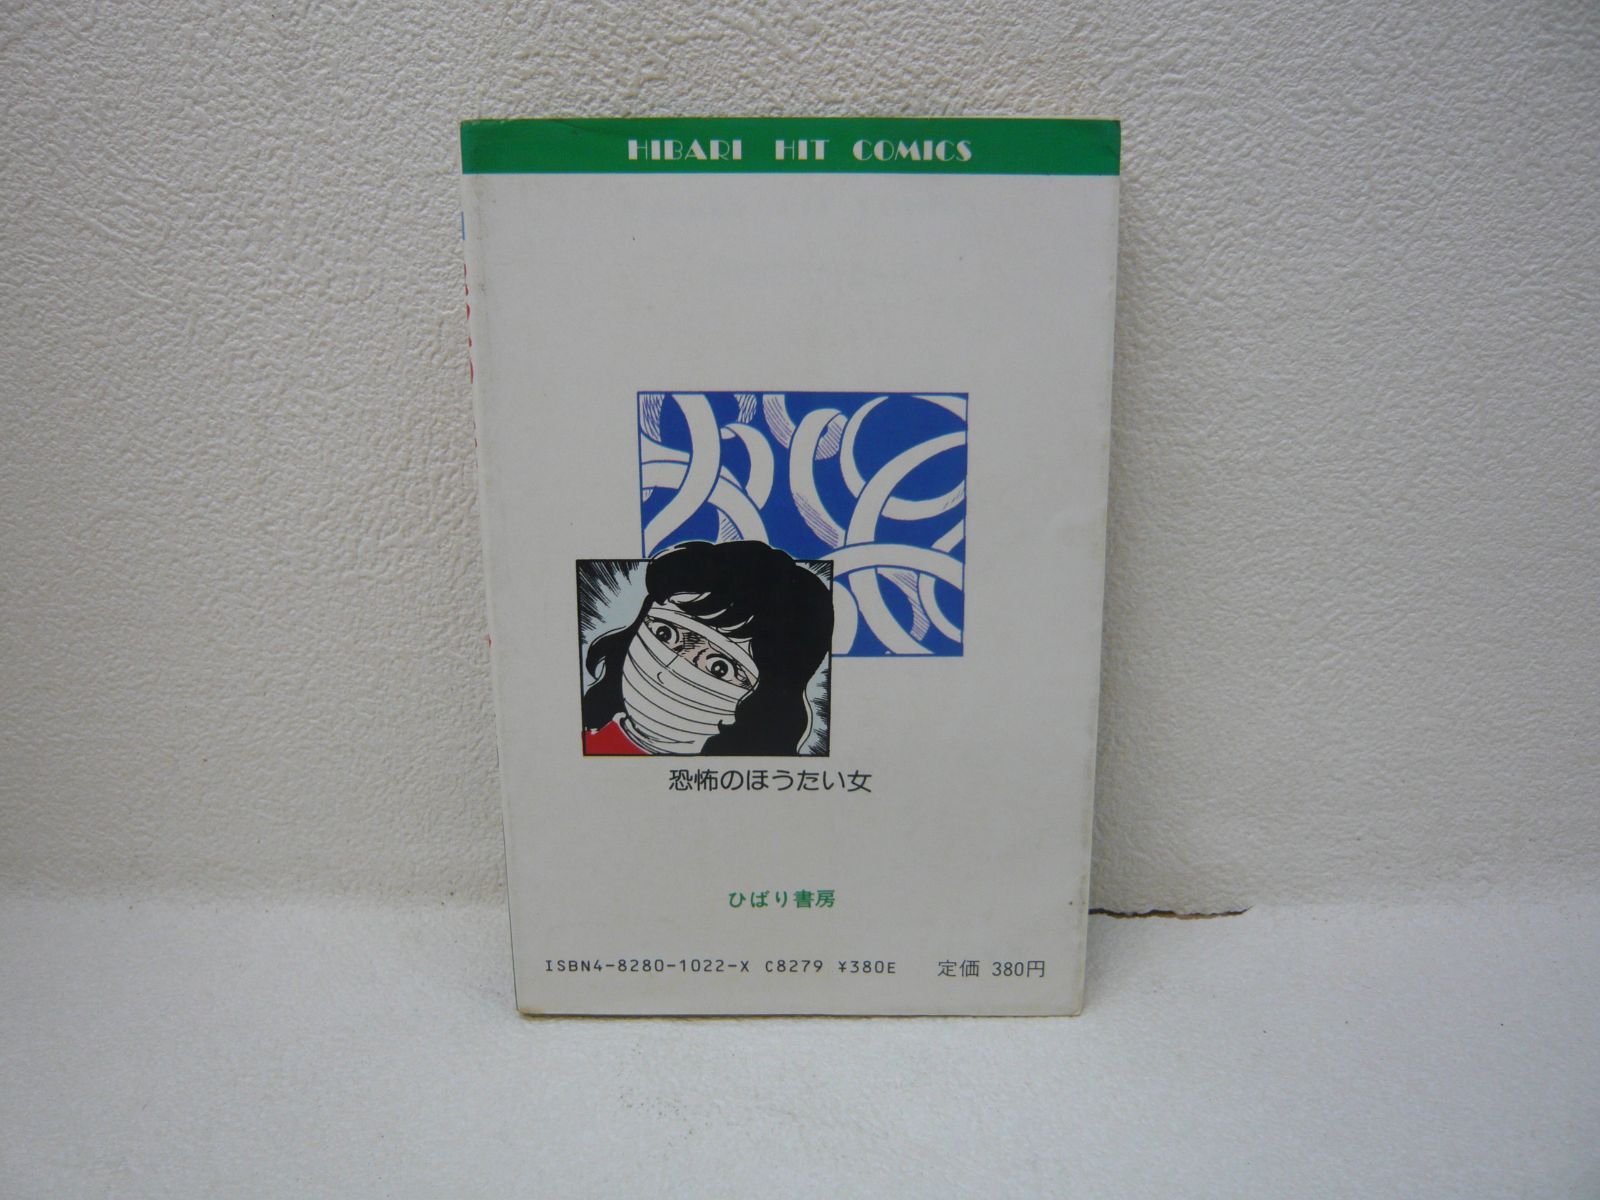 HIBARI HIT COMICS
恐怖のほうたい女
ひばり書房
ISBN4-8280-1022-X C8279 ¥380E 定価 380円